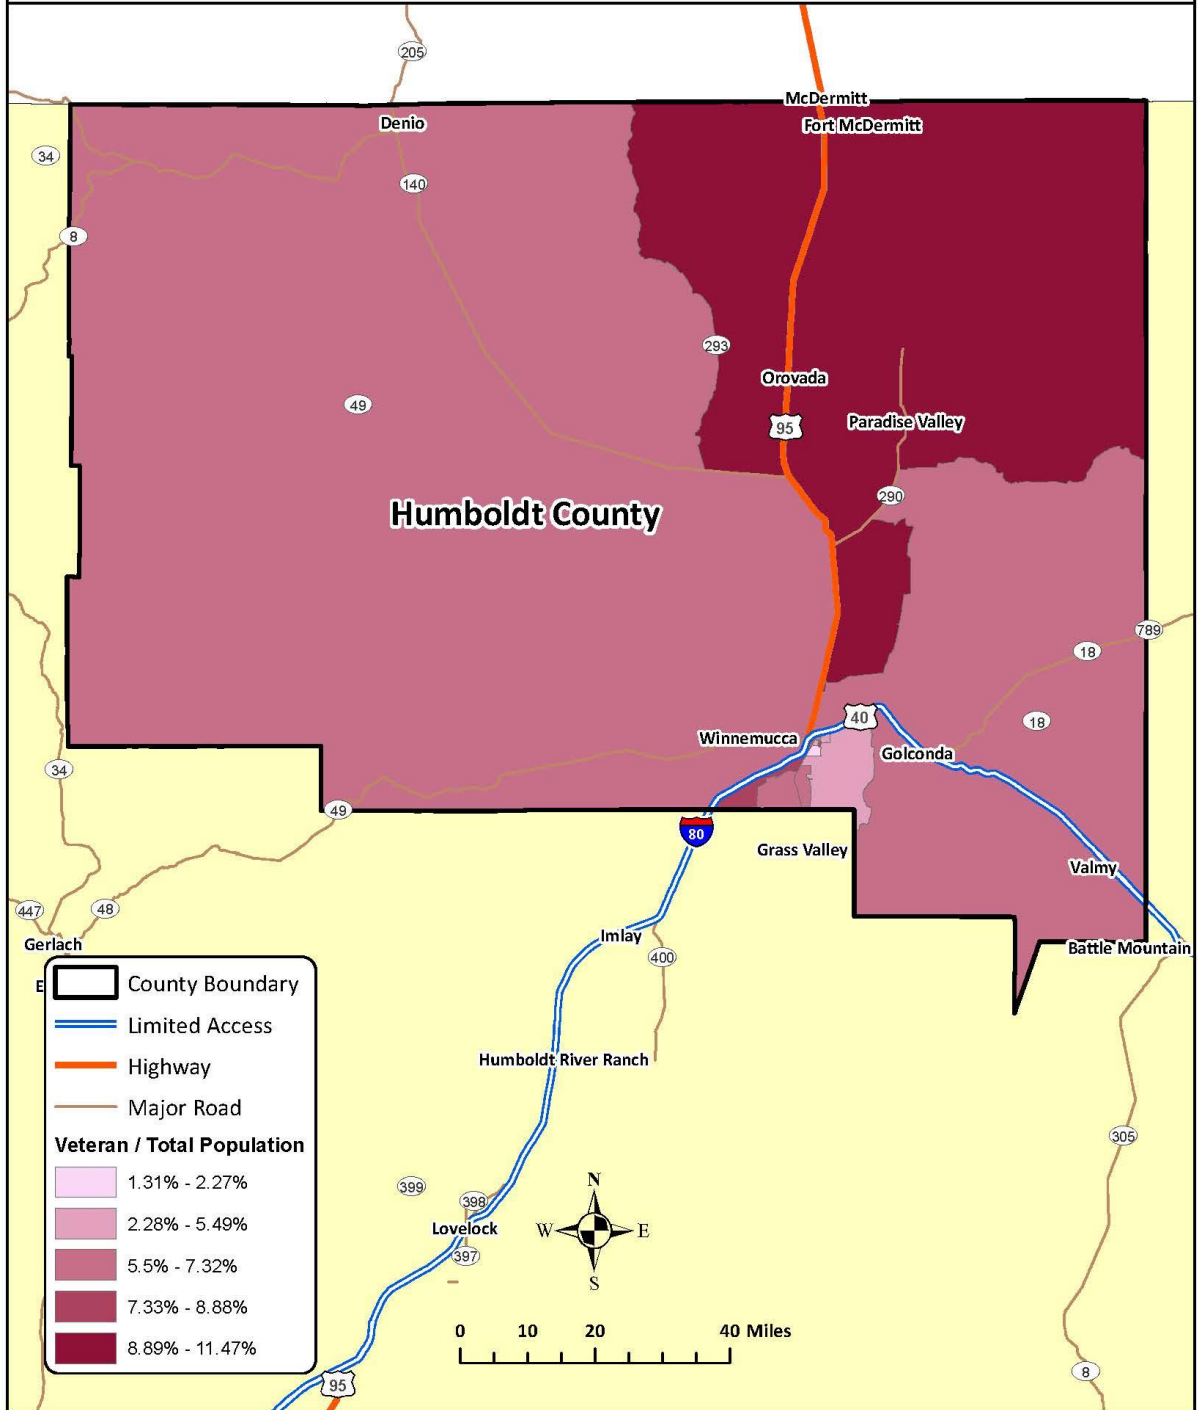 205
McDermitt
Denio
Fort McDermitt
34
140
8
293
Orovada
49
95
Paradise Valley
290
Humboldt County
789
18
18
40
Winnemucca
Golconda
34
49
80
Grass Valley
Valmy
447
48
Imlay
Gerlach
Battle Mountain
400
E
County Boundary
Limited Access
Humboldt River Ranch
Highway
Major Road
305
Veteran / Total Population
1.31% - 2.27%
2.28% - 5.49%
5.5% - 7.32%
7.33% - 8.88%
8.89% - 11.47%
399
398
Lovelock
397
N
W E
S
0 10 20 40 Miles
95
8